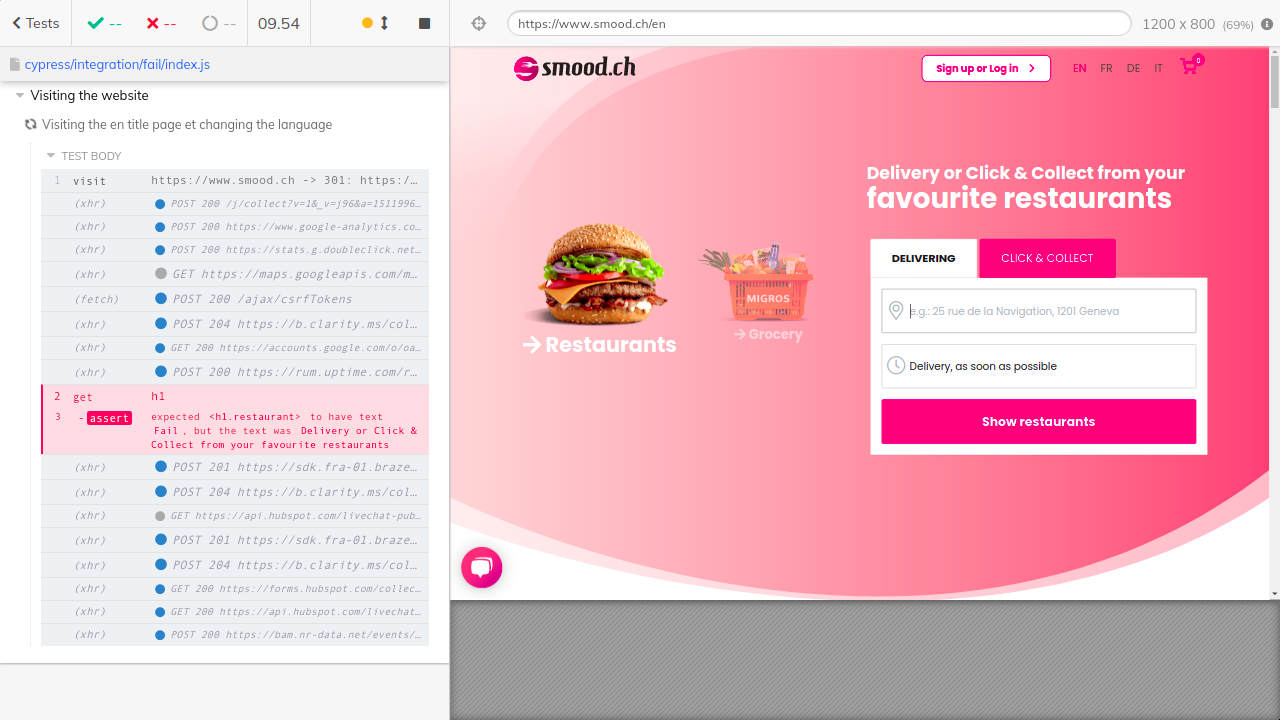 Tests
--
--
--
09.54
https://www.smood.ch/en
1200 x 800 (69%)
cypress/integration/fail/index.js
Visiting the website
Visiting the en title page et changing the language
TEST BODY
1 visit https://www.smood.ch/en?utm_source=/…
(xhr) POST 200
(xhr) POST 200 https://www.google-analytics.co…
(xhr) POST 200 https://stats.g.doubleclick.net…
(xhr) GET https://maps.googleapis.com/m…
(fetch) POST 200 /ajax/csrfTokens
(xhr) POST 204 https://b.clarity.ms/col…
(xhr) GET 200 https://accounts.google.com/o/oa…
(xhr) POST 200 https://rum.uptime.com/r…
2 get h1
3 -assert expected <h1.restaurant> to have text
Fail, but the text was Delivery or Click &
Collect from your favourite restaurants
(xhr) POST 201 https://sdk.fra-01.braze…
(xhr) POST 204 https://b.clarity.ms/col…
(xhr) GET https://api.hubspot.com/livechat-pub…
(xhr) POST 201 https://sdk.fra-01.braze…
(xhr) POST 204 https://b.clarity.ms/col…
(xhr) GET 200 https://forms.hubspot.com/collec…
(xhr) GET 200 https://api.hubspot.com/livechat…
(xhr) POST 200 https://bam.nr-data.net/events/…
smood.ch
Sign up or Log in
EN FR DE IT 0
Delivery or Click & Collect from your
favourite restaurants
MIGROS
Restaurants
Grocery
DELIVERING
CLICK & COLLECT
e.g.: 25 rue de la Navigation, 1201 Geneva
Delivery, as soon as possible
Show restaurants